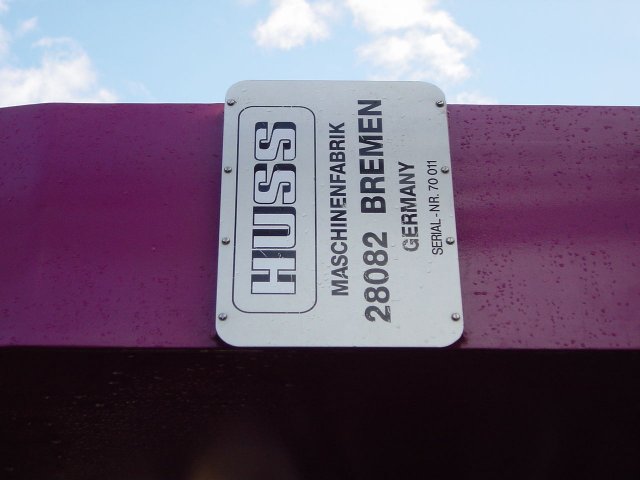 HUSS
MASCHINENFABRIK
28082 BREMEN
GERMANY
SERIAL-NR. 70 011